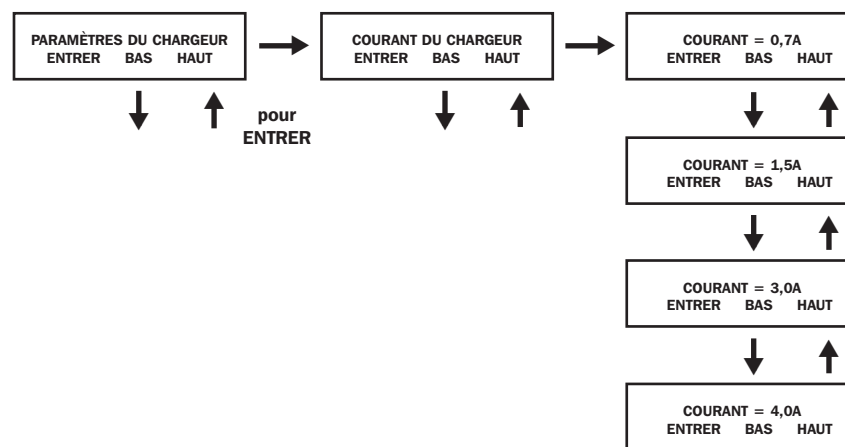 PARAMÈTRES DU CHARGEUR
ENTRER BAS HAUT
COURANT DU CHARGEUR
ENTRER BAS HAUT
COURANT = 0,7A
ENTRER BAS HAUT
pour
ENTRER
COURANT = 1,5A
ENTRER BAS HAUT
COURANT = 3,0A
ENTRER BAS HAUT
COURANT = 4,0A
ENTRER BAS HAUT